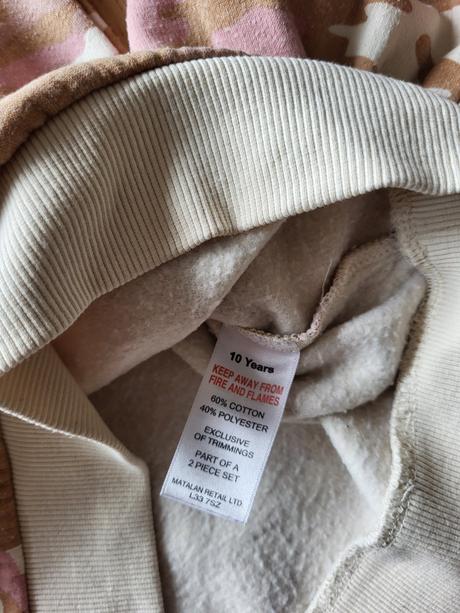 10 Years
KEEP AWAY FROM
FIRE AND FLAMES
60% COTTON
40% POLYESTER
EXCLUSIVE
OF TRIMMINGS
PART OF A
2 PIECE SET
MATALAN RETAIL LTD
L33 7SZ